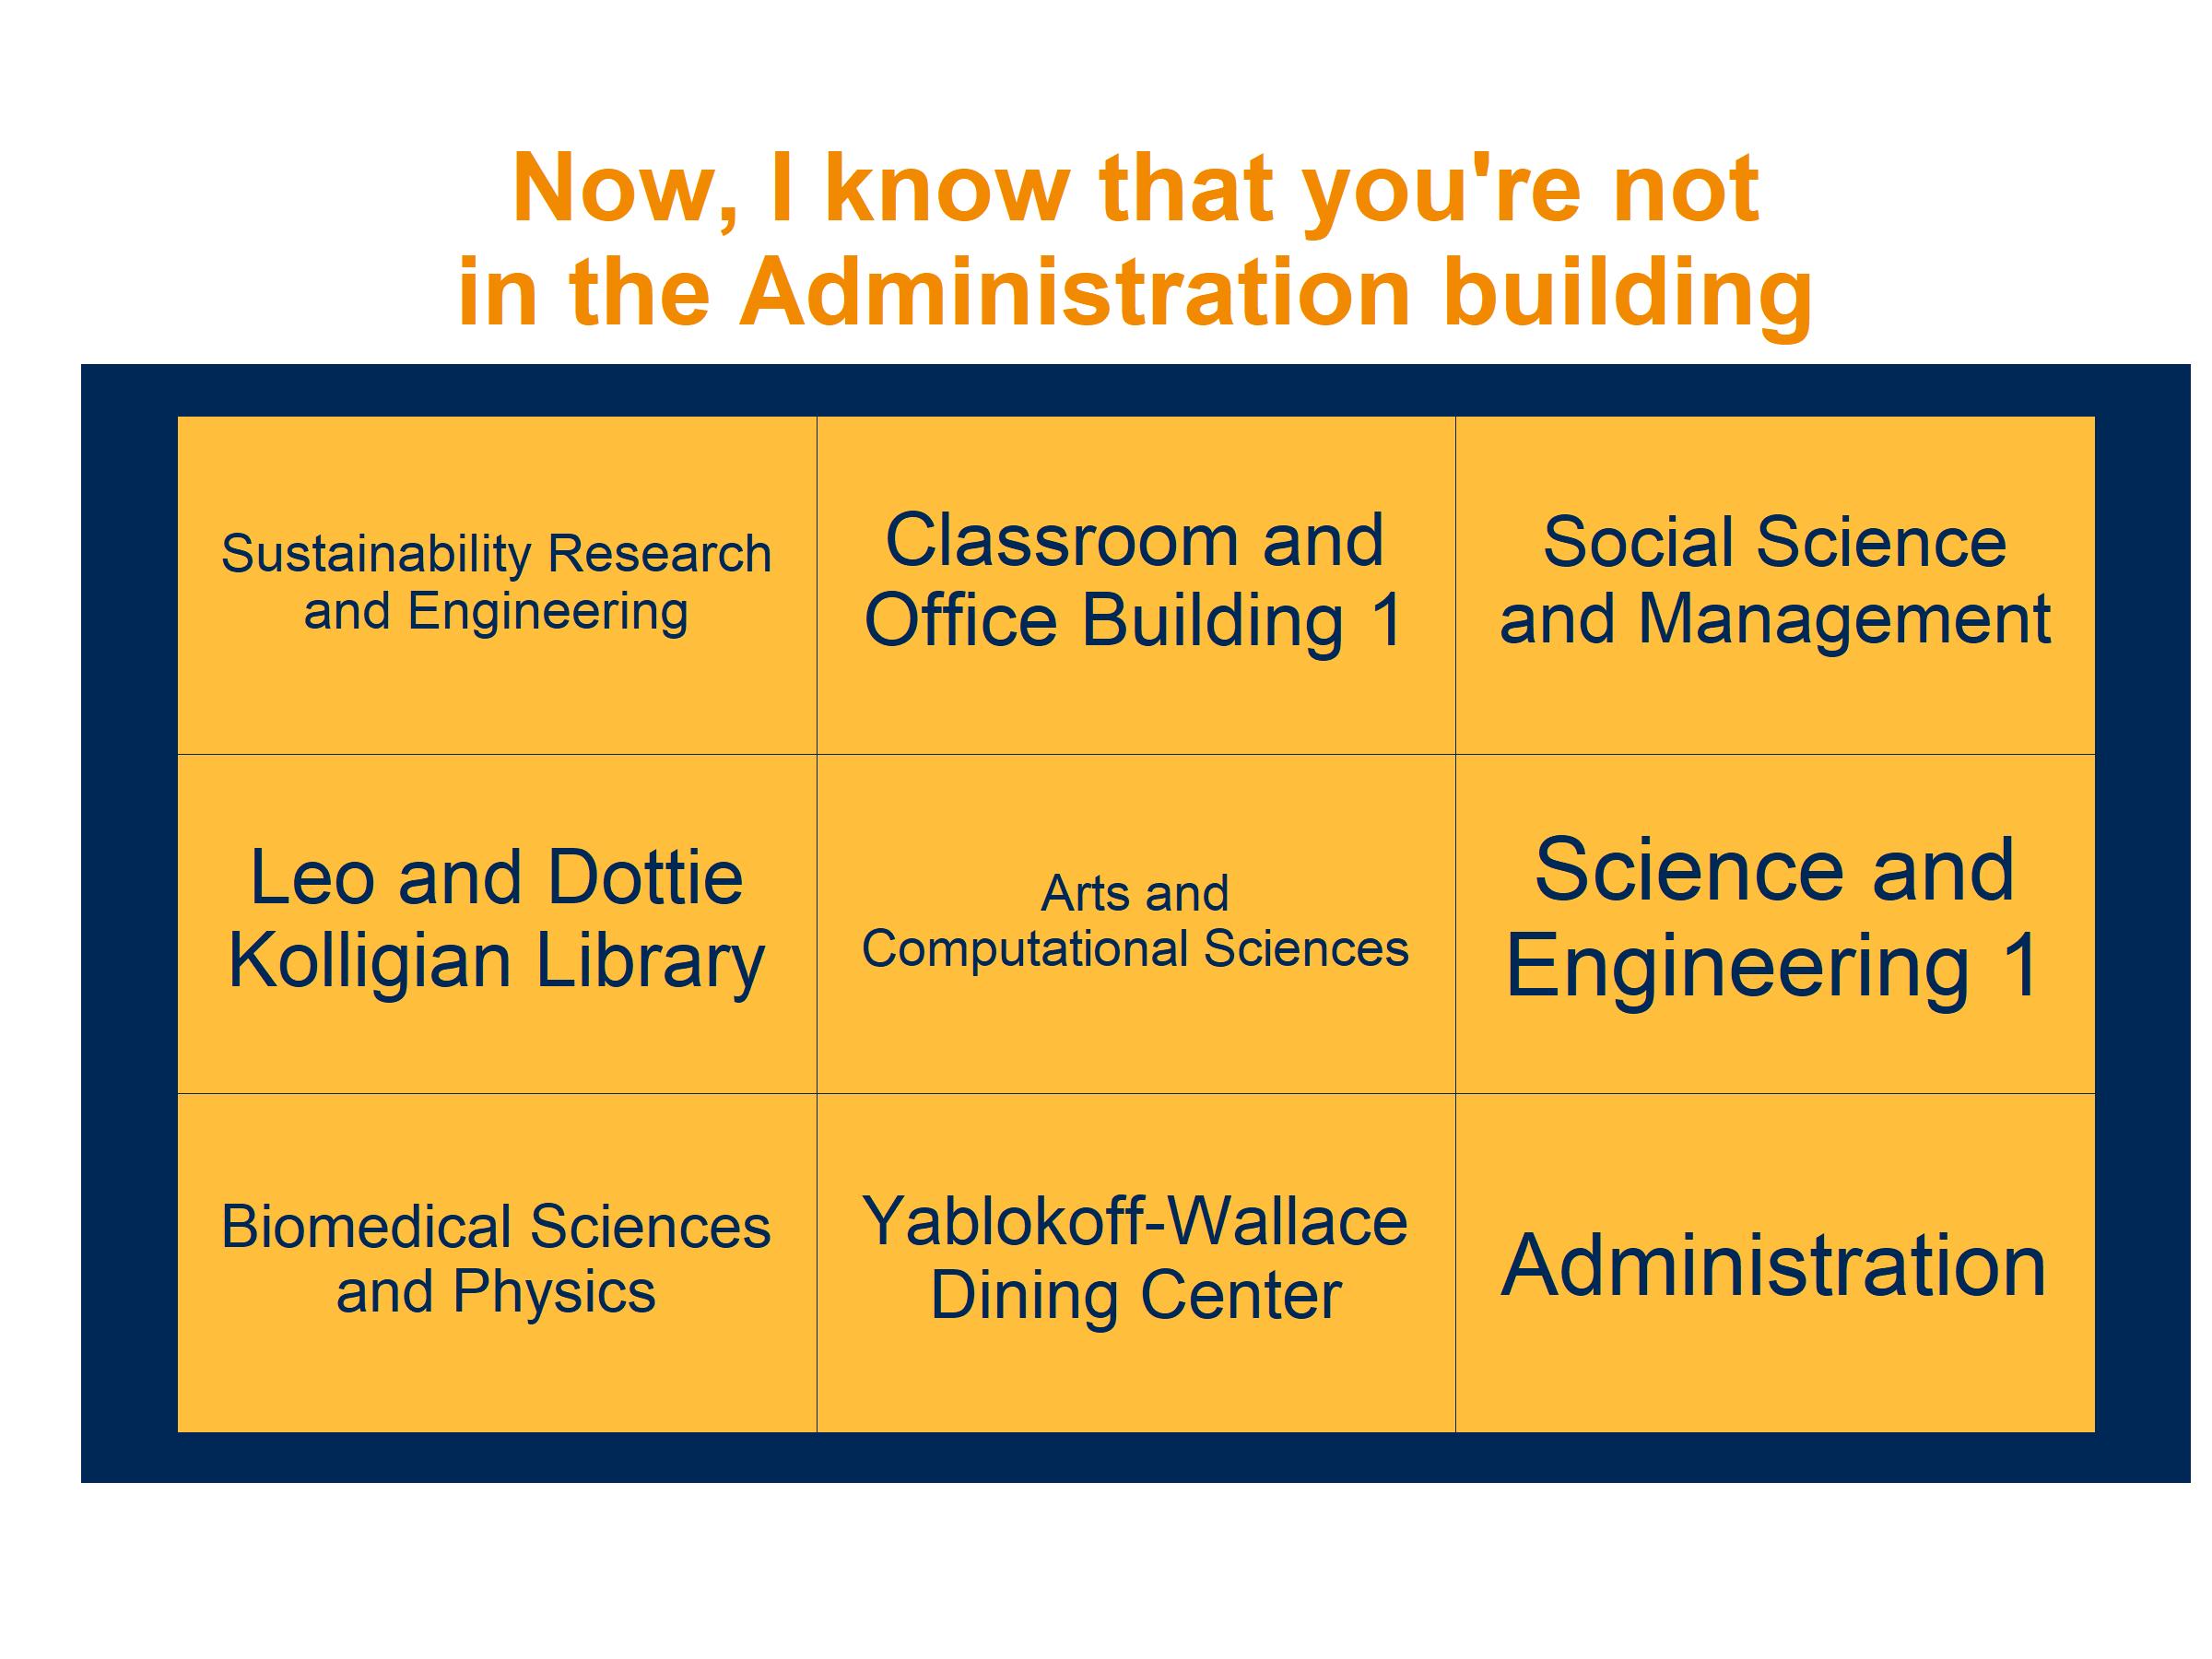 Now, I know that you're not
in the Administration building
Sustainability Research
and Engineering
Classroom and
Office Building 1
Social Science
and Management
Leo and Dottie
Kolligian Library
Arts and
Computational Sciences
Science and
Engineering 1
Biomedical Sciences
and Physics
Yablokoff-Wallace
Dining Center
Administration